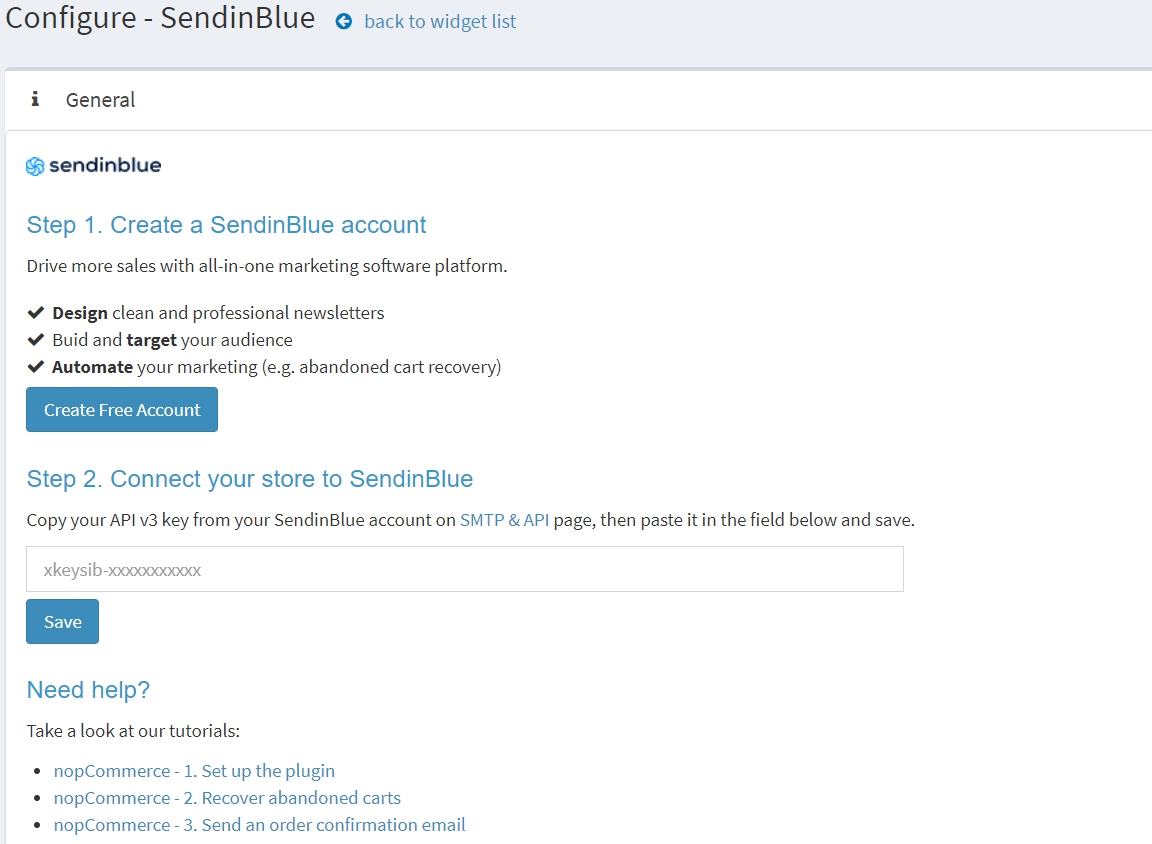 Configure - SendinBlue back to widget list
General
sendinblue
Step 1. Create a SendinBlue account
Drive more sales with all-in-one marketing software platform.
Design clean and professional newsletters
Buid and target your audience
Automate your marketing (e.g. abandoned cart recovery)
Create Free Account
Step 2. Connect your store to SendinBlue
Copy your API v3 key from your SendinBlue account on SMTP & API page, then paste it in the field below and save.
xkeysib-xxxxxxxxxxx
Save
Need help?
Take a look at our tutorials:
nopCommerce - 1. Set up the plugin
nopCommerce - 2. Recover abandoned carts
nopCommerce - 3. Send an order confirmation email